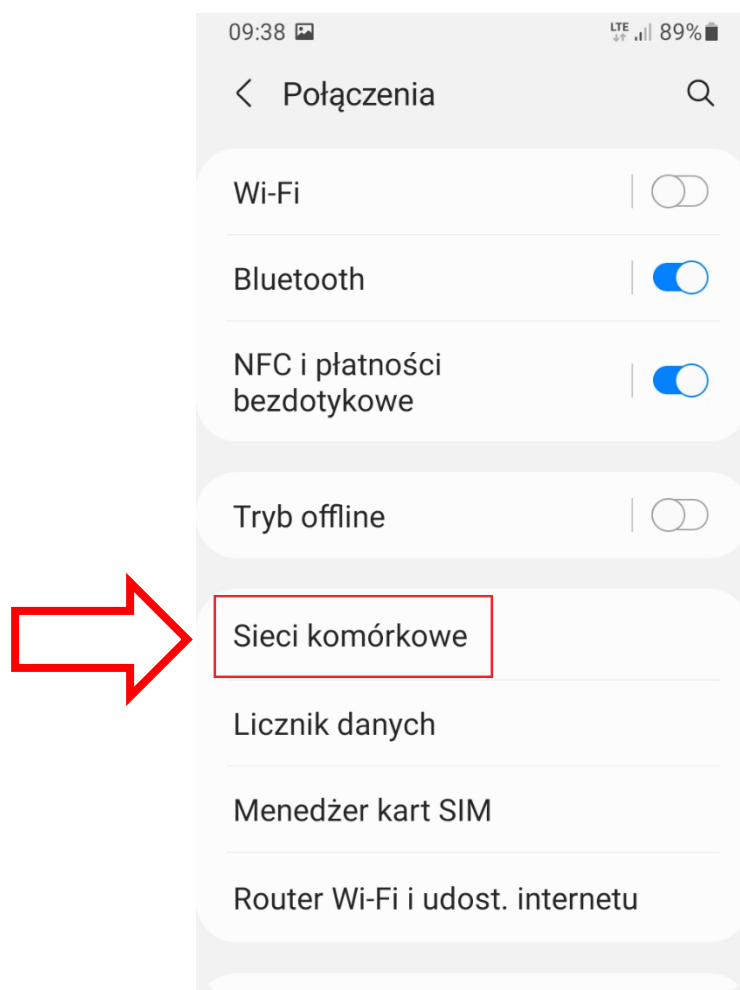 09:38 LTE 89%
Połączenia
Wi-Fi
Bluetooth
NFC i płatności
bezdotykowe
Tryb offline
Sieci komórkowe
Licznik danych
Menedżer kart SIM
Router Wi-Fi i udost. internetu